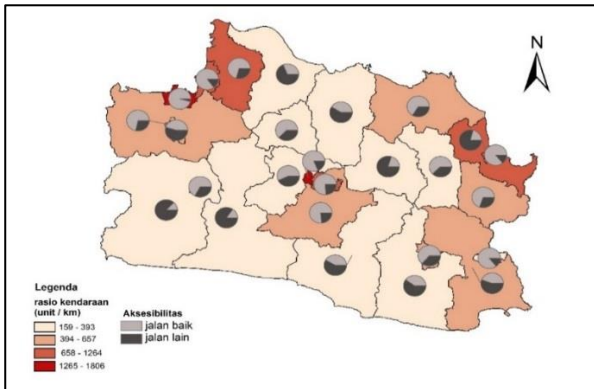 N
Legenda
rasio kendaraan
(unit / km)
159 - 393
394 - 657
658 - 1264
1265 - 1806
Aksesibilitas
jalan baik
jalan lain